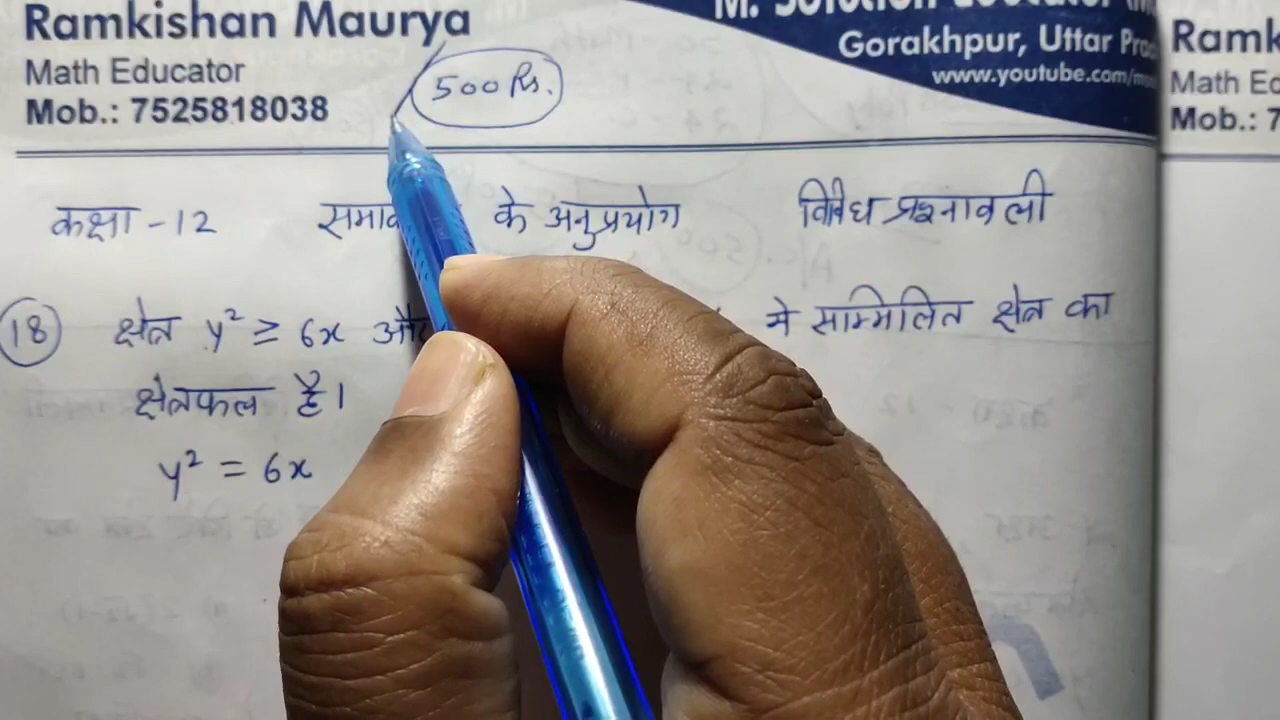 Ramkishan Maurya
Math Educator
Mob.: 7525818038
500 Rs.
Gorakhpur, Uttar
www.youtube.com/
Ramk
Math Ed
Mob.: 7
कक्षा -12 के अनुप्रयोग विविध प्रश्नावली
18 क्षेत्र y² ≥ 6x मे सम्मिलित क्षेत्र का
क्षेत्रफल है।
y² = 6x